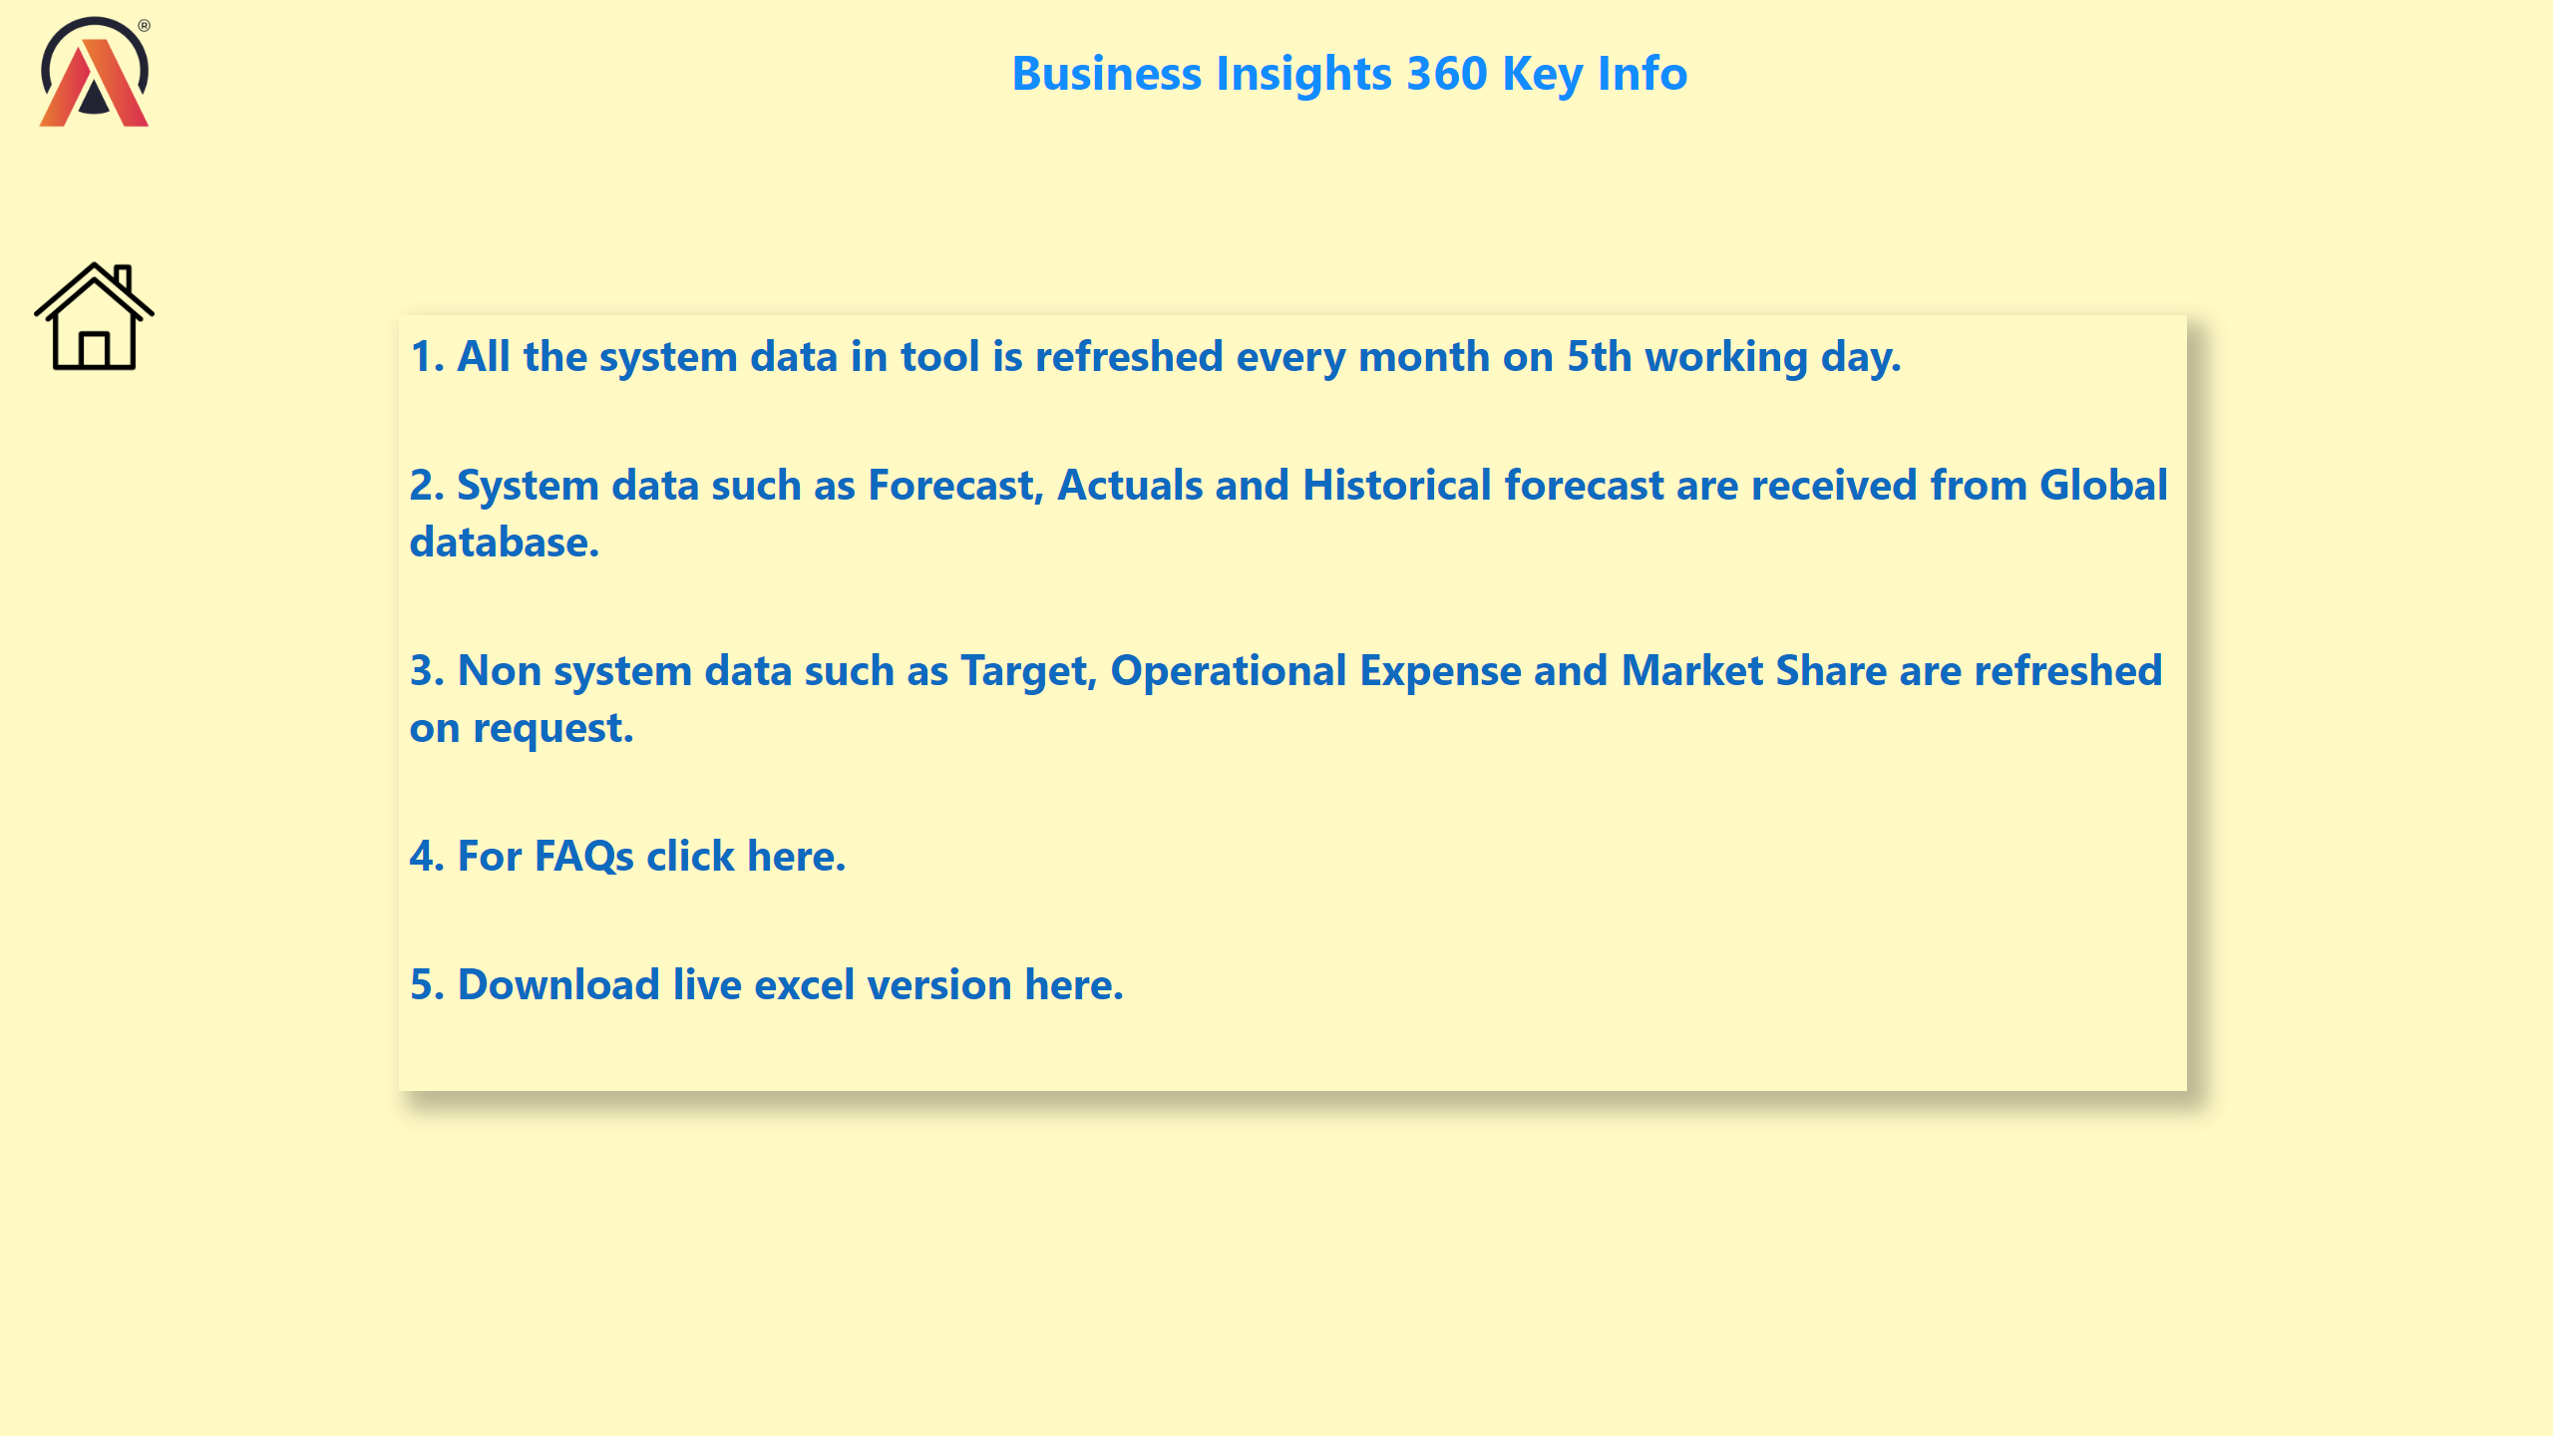 ®
Business Insights 360 Key Info
1. All the system data in tool is refreshed every month on 5th working day.
2. System data such as Forecast, Actuals and Historical forecast are received from Global
database.
3. Non system data such as Target, Operational Expense and Market Share are refreshed
on request.
4. For FAQs click here.
5. Download live excel version here.